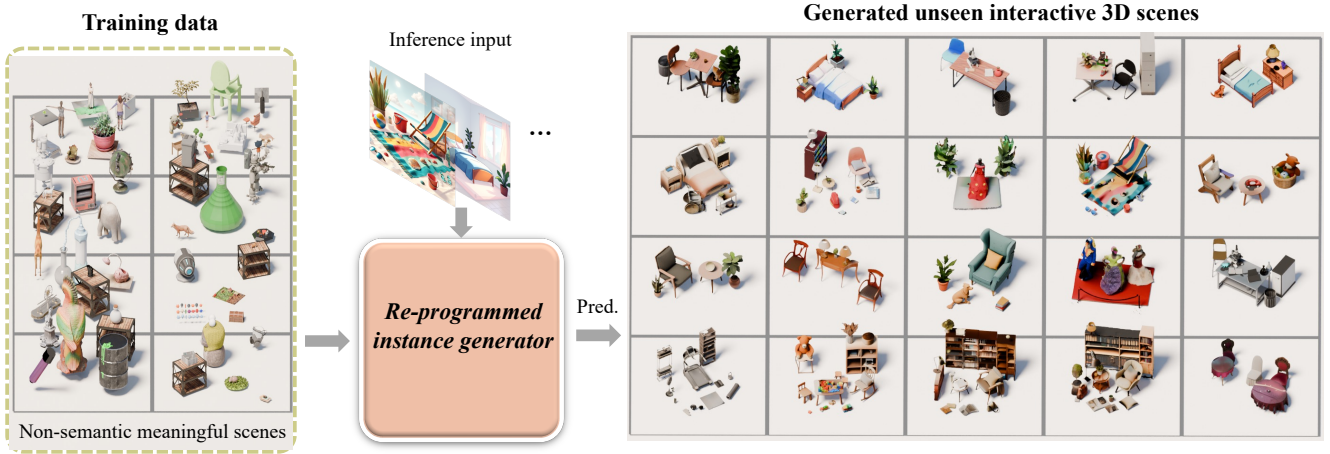 Training data
Inference input
Generated unseen interactive 3D scenes
...
Re-programmed
instance generator
Pred.
Non-semantic meaningful scenes